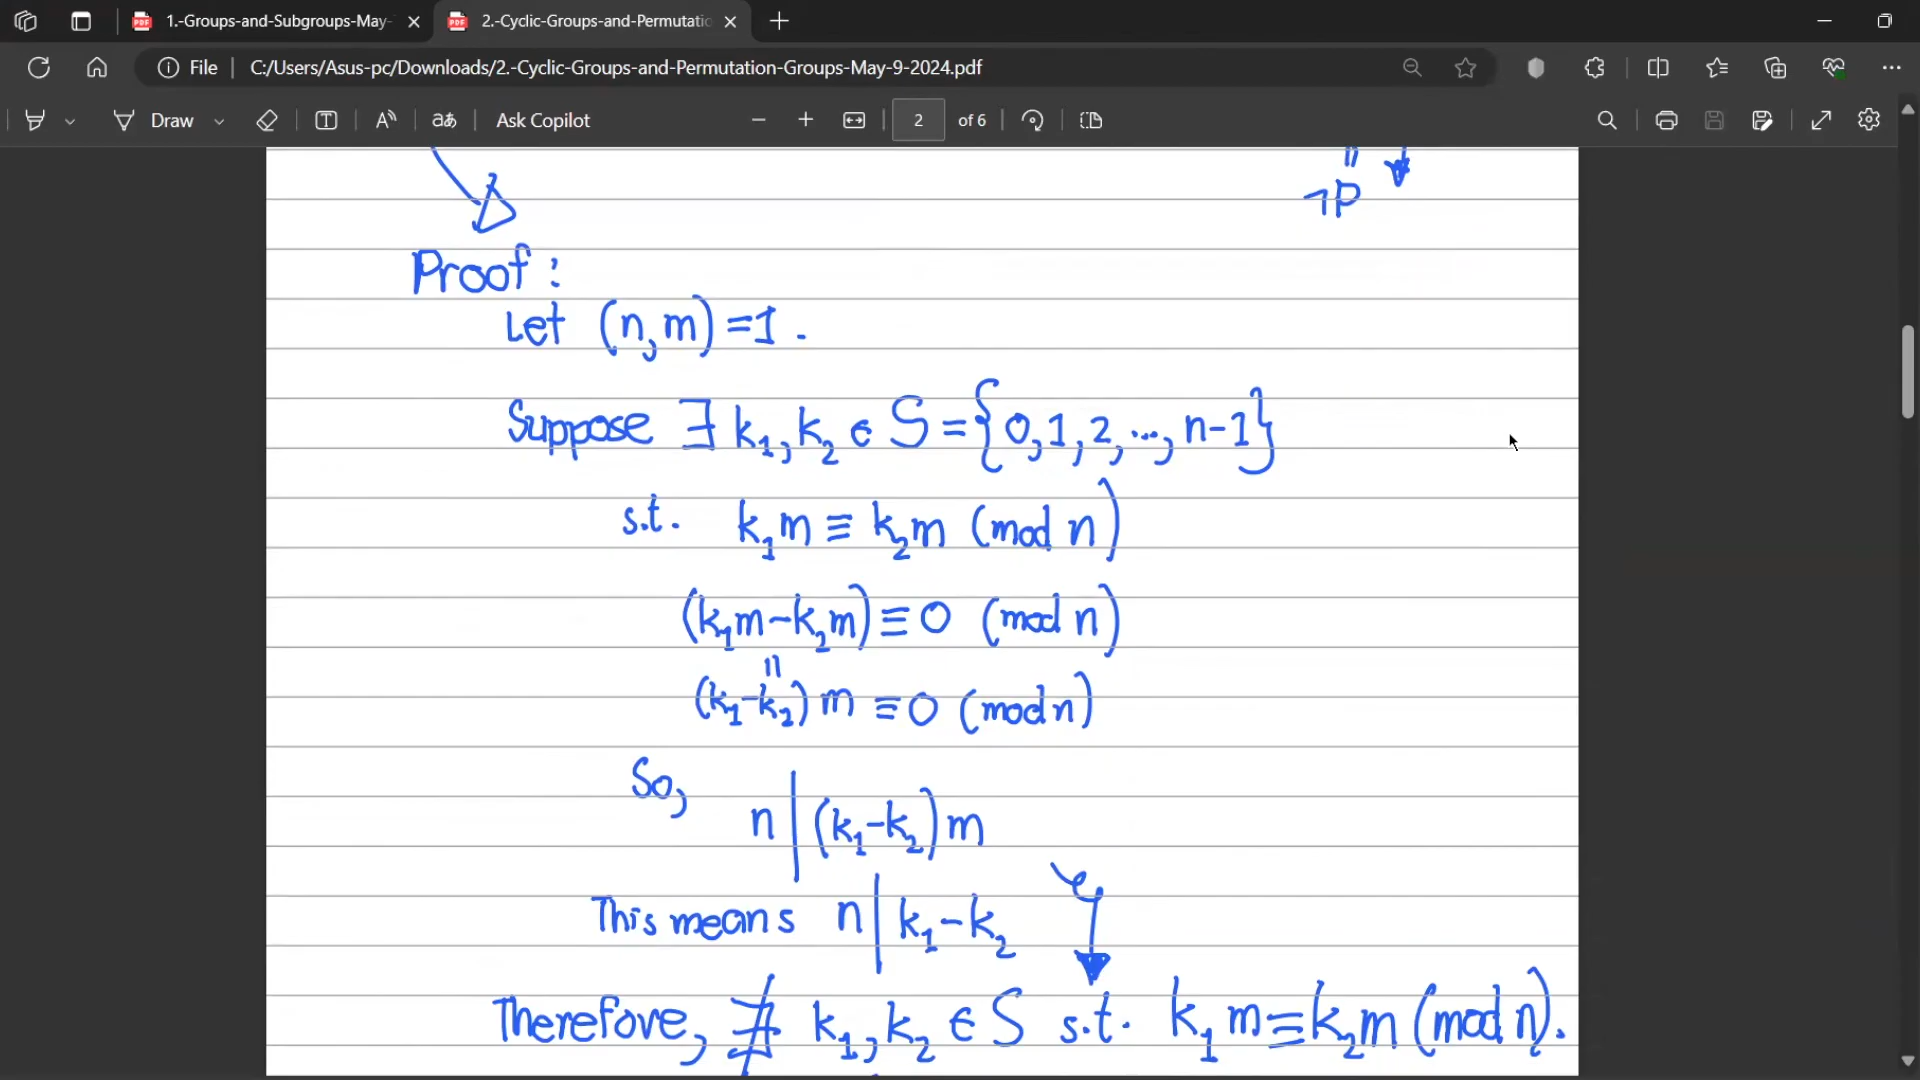 1.-Groups-and-Subgroups-May-
2.-Cyclic-Groups-and-Permutatio
File
C:/Users/Asus-pc/Downloads/2.-Cyclic-Groups-and-Permutation-Groups-May-9-2024.pdf
Draw
aあ
Ask Copilot
2
of 6
¬P
Proof:
Let (n,m)=1.
Suppose ∃ k₁,k₂ ∈ S={0,1,2,...,n-1}
s.t. k₁m ≡ k₂m (mod n)
(k₁m-k₂m)≡0 (mod n)
(k₁-k₂)m ≡0 (mod n)
So,
n|(k₁-k₂)m
This means n|k₁-k₂
Therefore, ∄ k₁,k₂ ∈ S s.t. k₁m≡k₂m (mod n).